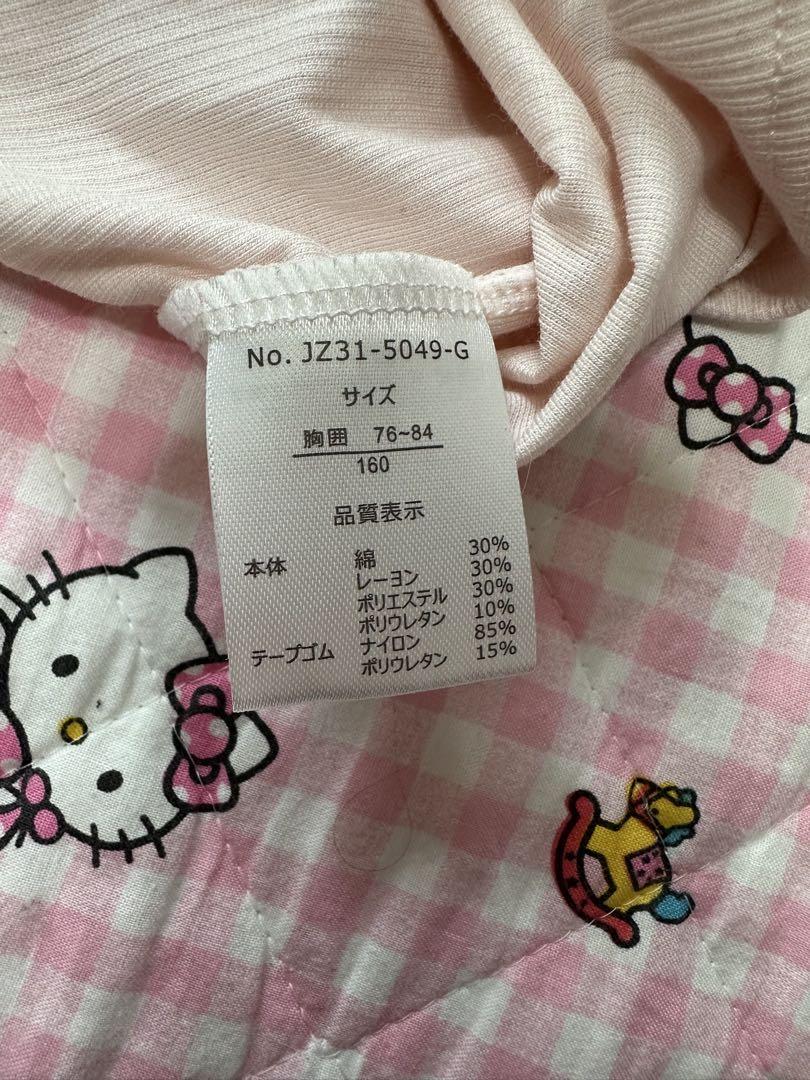 No. JZ31-5049-G
サイズ
胸囲 76~84
160
品質表示
本体 綿 30%
レーヨン 30%
ポリエステル 30%
ポリウレタン 10%
テープゴム ナイロン 85%
ポリウレタン 15%